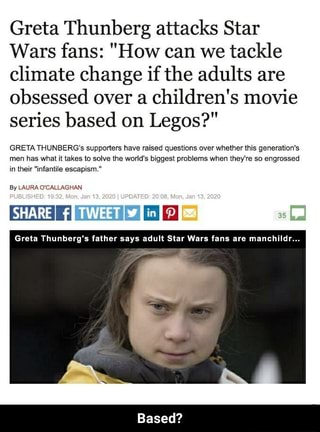 Greta Thunberg attacks Star
Wars fans: "How can we tackle
climate change if the adults are
obsessed over a children's movie
series based on Legos?"
GRETA THUNBERG's supporters have raised questions over whether this generation's
men has what it takes to solve the world's biggest problems when they're so engrossed
in their "infantile escapism."
By LAURA O'CALLAGHAN
PUBLISHED: 19:32, Mon, Jan 13, 2020 | UPDATED: 20:08, Mon, Jan 13, 2020
SHARE f TWEET in 35
Greta Thunberg's father says adult Star Wars fans are manchildr...
Based?